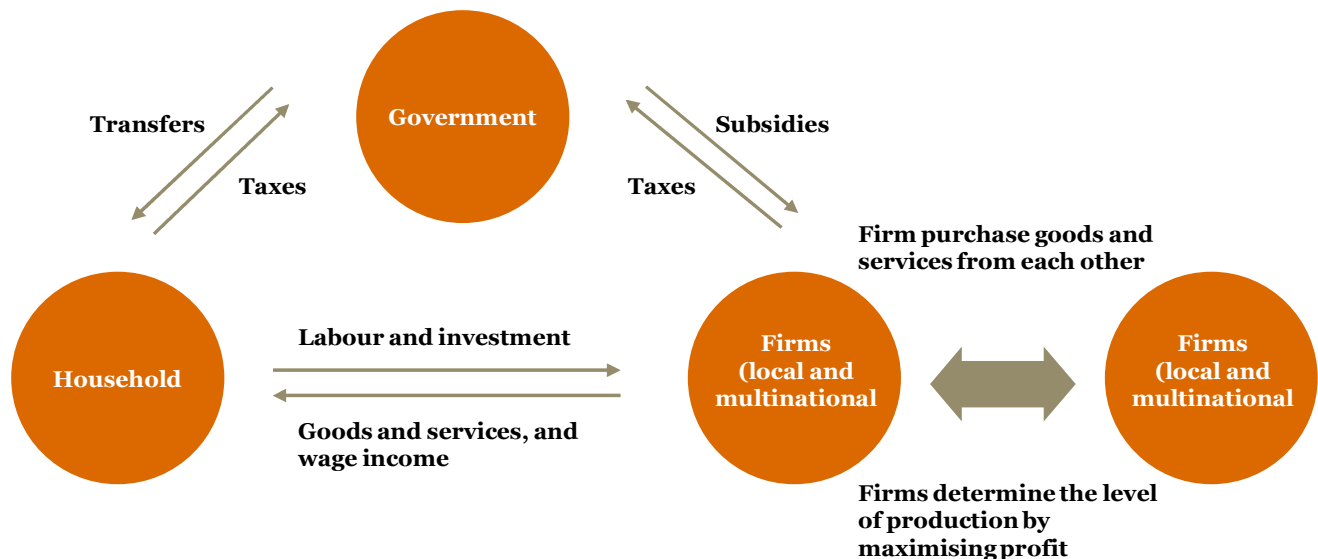 Government
Transfers
Taxes
Subsidies
Taxes
Firm purchase goods and
services from each other
Household
Labour and investment
Goods and services, and
wage income
Firms
(local and
multinational
Firms
(local and
multinational
Firms determine the level
of production by
maximising profit